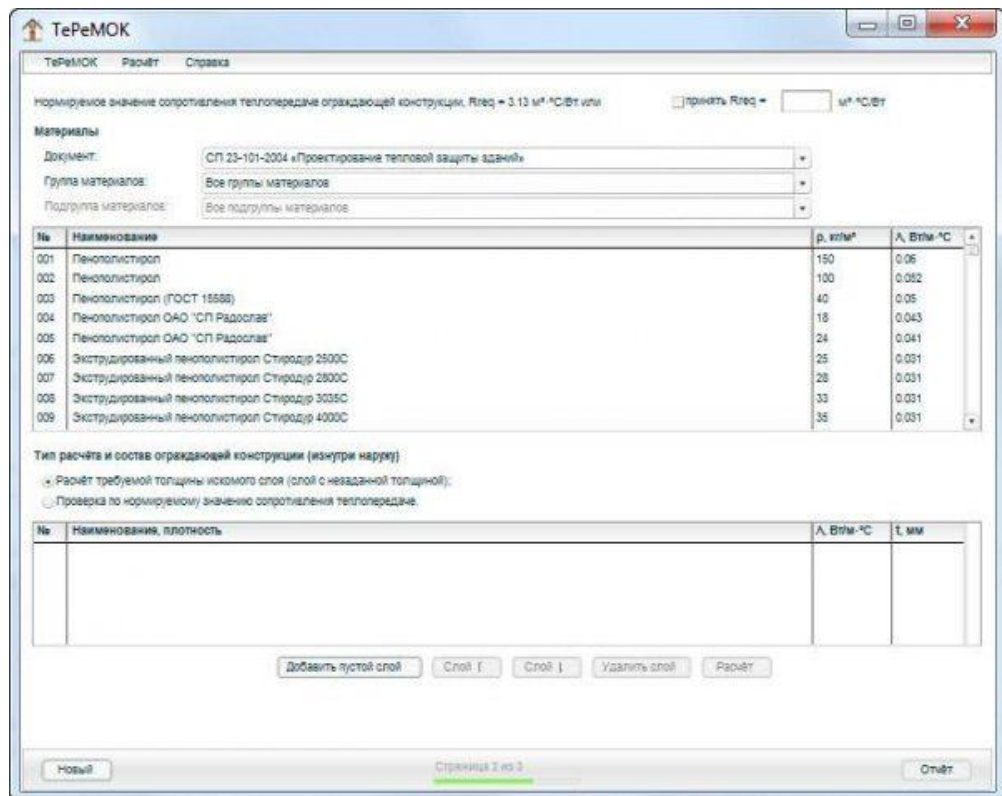 ТеРеМОК
ТеРеМОК Расчёт Справка
Нормируемое значение сопротивления теплопередаче ограждающей конструкции, Rreq = 3.13 м²·°C/Вт или принять Rreq = м²·°C/Вт
Материалы
Документ: СП 23-101-2004 «Проектирование тепловой защиты зданий»
Группа материалов: Все группы материалов
Подгруппа материалов: Все подгруппы материалов
№ Наименование ρ, кг/м³ λ, Вт/м·°C
001 Пенополистирол 150 0.06
002 Пенополистирол 100 0.052
003 Пенополистирол (ГОСТ 15588) 40 0.05
004 Пенополистирол ОАО "СП Радослав" 18 0.043
005 Пенополистирол ОАО "СП Радослав" 24 0.041
006 Экструдированный пенополистирол Стиродур 2500С 25 0.031
007 Экструдированный пенополистирол Стиродур 2800С 28 0.031
008 Экструдированный пенополистирол Стиродур 3035С 33 0.031
009 Экструдированный пенополистирол Стиродур 4000С 35 0.031
Тип расчёта и состав ограждающей конструкции (изнутри наружу)
Расчёт требуемой толщины искомого слоя (слой с незаданной толщиной);
Проверка по нормируемому значению сопротивления теплопередаче.
№ Наименование, плотность λ, Вт/м·°C t, мм
Добавить пустой слой Слой ↑ Слой ↓ Удалить слой Расчёт
Новый Страница 2 из 3 Отчёт